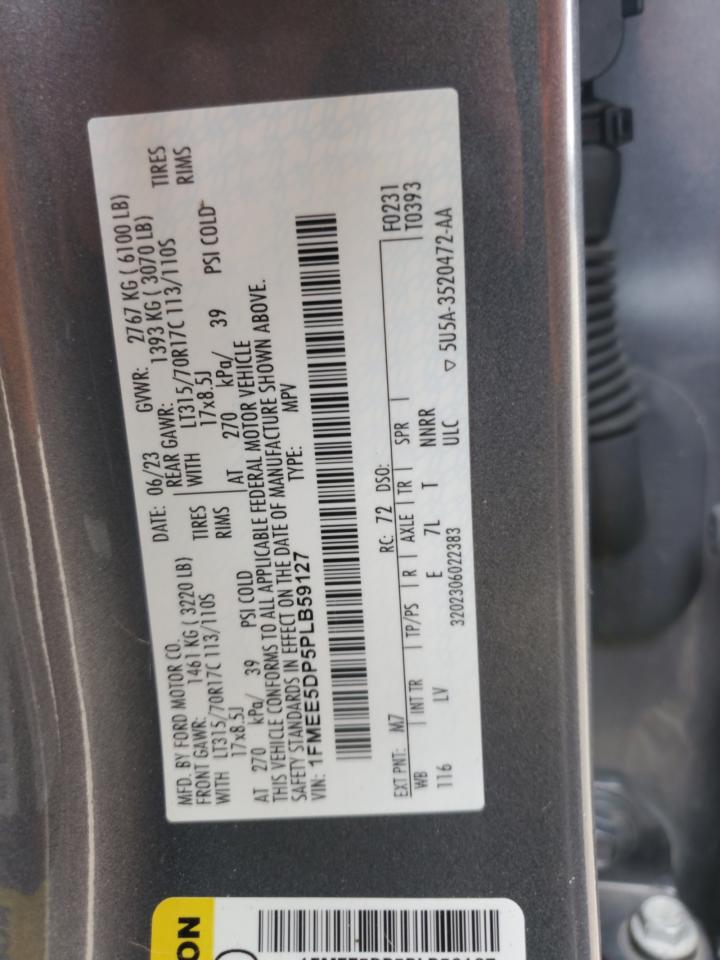 MFD. BY FORD MOTOR CO.
DATE: 06/23 GVWR: 2767 KG ( 6100 LB)
FRONT GAWR: 1461 KG ( 3220 LB)
REAR GAWR: 1393 KG ( 3070 LB)
WITH LT315/70R17C 113/110S TIRES
WITH LT315/70R17C 113/110S TIRES
17x8.5J RIMS
17x8.5J RIMS
AT 270 kPa/ 39 PSI COLD
AT 270 kPa/ 39 PSI COLD
THIS VEHICLE CONFORMS TO ALL APPLICABLE FEDERAL MOTOR VEHICLE
SAFETY STANDARDS IN EFFECT ON THE DATE OF MANUFACTURE SHOWN ABOVE.
VIN: 1FMEE5DP5PLB59127 TYPE: MPV
EXT PNT: M7 RC: 72 DSO: F0231
WB INT TR TP/PS R AXLE TR SPR T0393
116 LV E 7L T NNRR
ULC
3202306022383 ▽ 5U5A-3520472-AA
ON